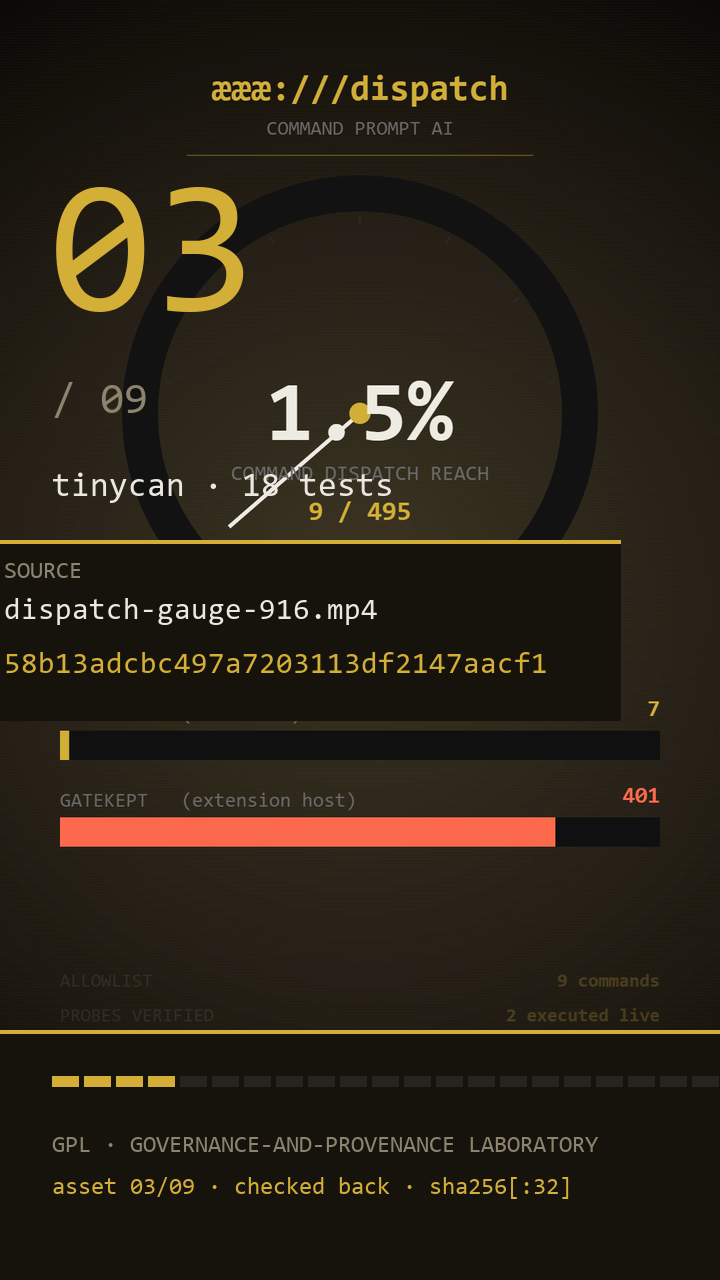 æææ:///dispatch
COMMAND PROMPT AI
03
/ 09
1.5%
COMMAND DISPATCH REACH
tinycan · 18 tests
9 / 495
SOURCE
dispatch-gauge-916.mp4
58b13adcbc497a7203113df2147aacf1
7
GATEKEPT (extension host)
401
ALLOWLIST 9 commands
PROBES VERIFIED 2 executed live
GPL · GOVERNANCE-AND-PROVENANCE LABORATORY
asset 03/09 · checked back · sha256[:32]